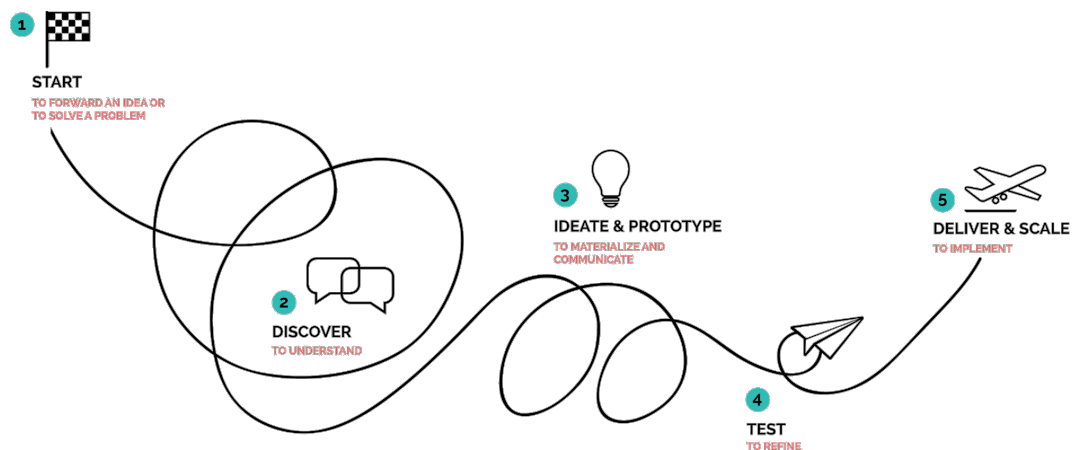 1
START
TO FORWARD AN IDEA OR
TO SOLVE A PROBLEM
2
DISCOVER
TO UNDERSTAND
3
IDEATE & PROTOTYPE
TO MATERIALIZE AND
COMMUNICATE
4
TEST
TO REFINE
5
DELIVER & SCALE
TO IMPLEMENT